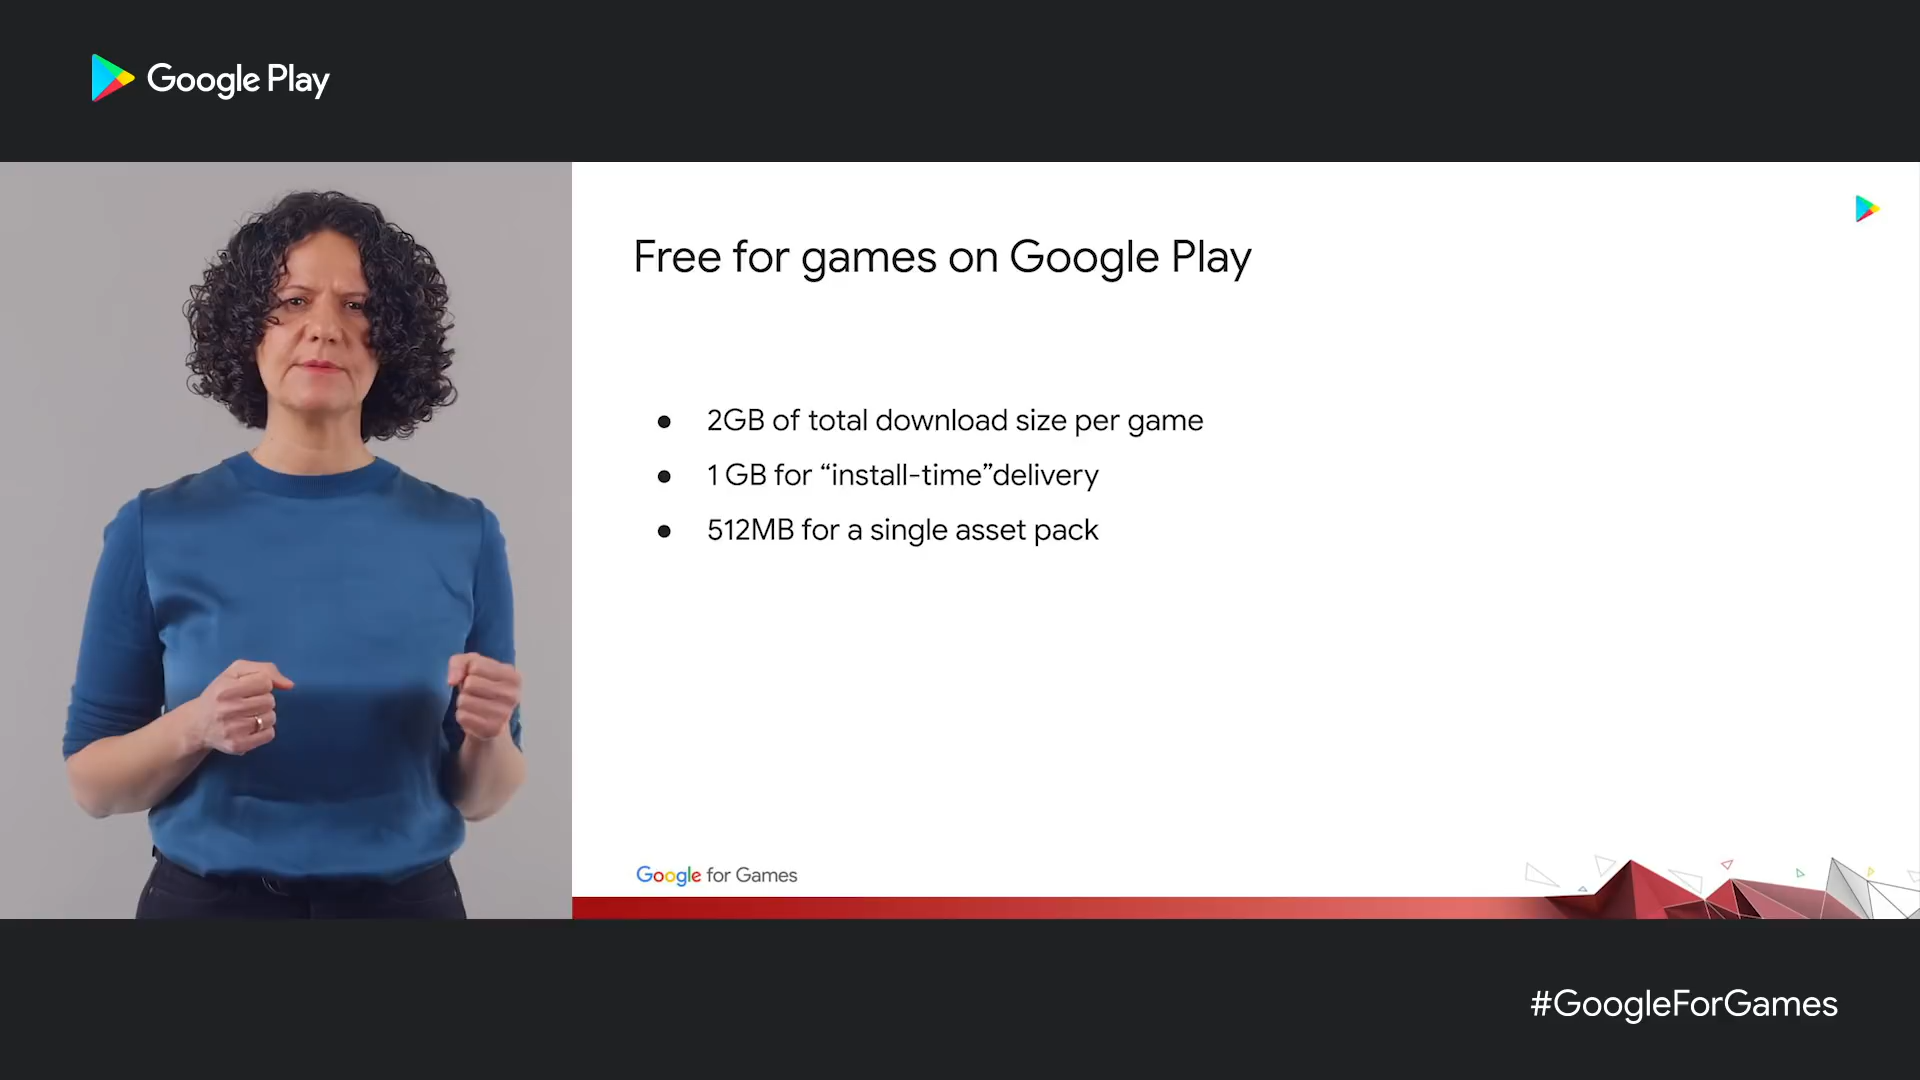 Google Play
Free for games on Google Play
● 2GB of total download size per game
● 1 GB for “install-time”delivery
● 512MB for a single asset pack
Google for Games
#GoogleForGames